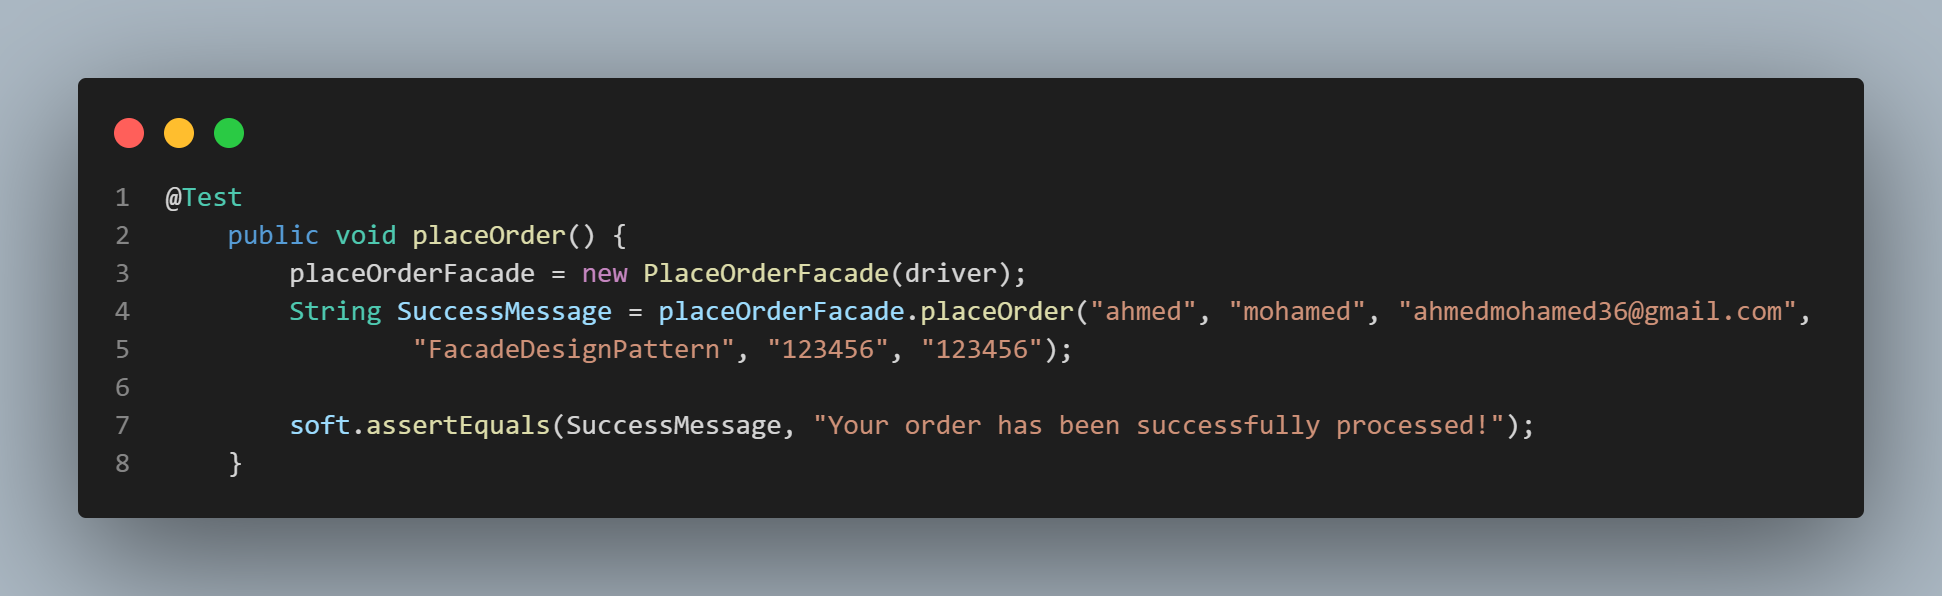 1 @Test
2     public void placeOrder() {
3         placeOrderFacade = new PlaceOrderFacade(driver);
4         String SuccessMessage = placeOrderFacade.placeOrder("ahmed", "mohamed", "ahmedmohamed36@gmail.com",
5                 "FacadeDesignPattern", "123456", "123456");
6
7         soft.assertEquals(SuccessMessage, "Your order has been successfully processed!");
8     }